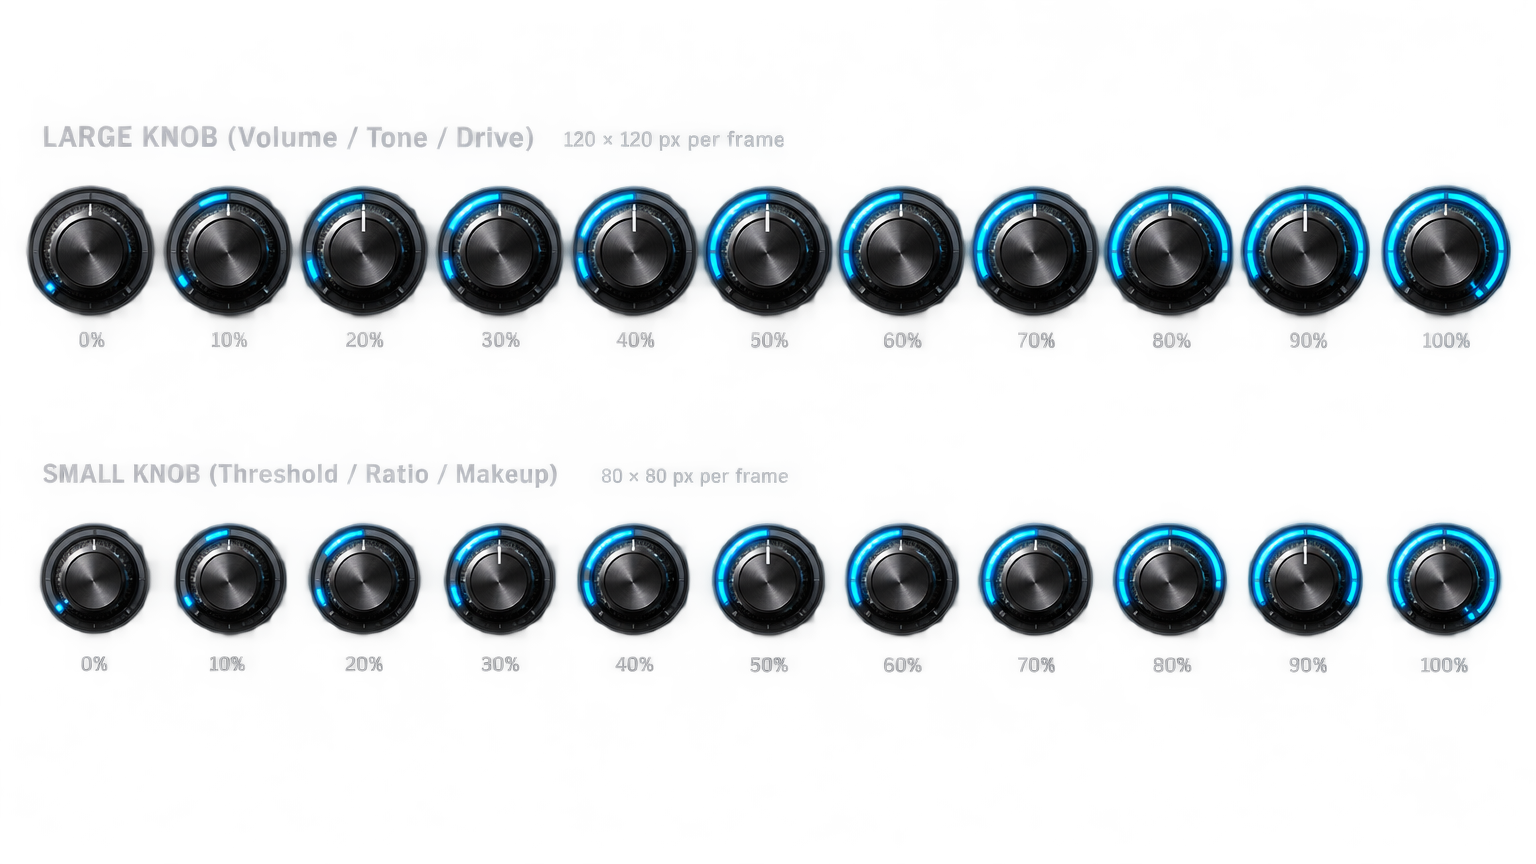 LARGE KNOB (Volume / Tone / Drive) 120 × 120 px per frame
0% 10% 20% 30% 40% 50% 60% 70% 80% 90% 100%
SMALL KNOB (Threshold / Ratio / Makeup) 80 × 80 px per frame
0% 10% 20% 30% 40% 50% 60% 70% 80% 90% 100%